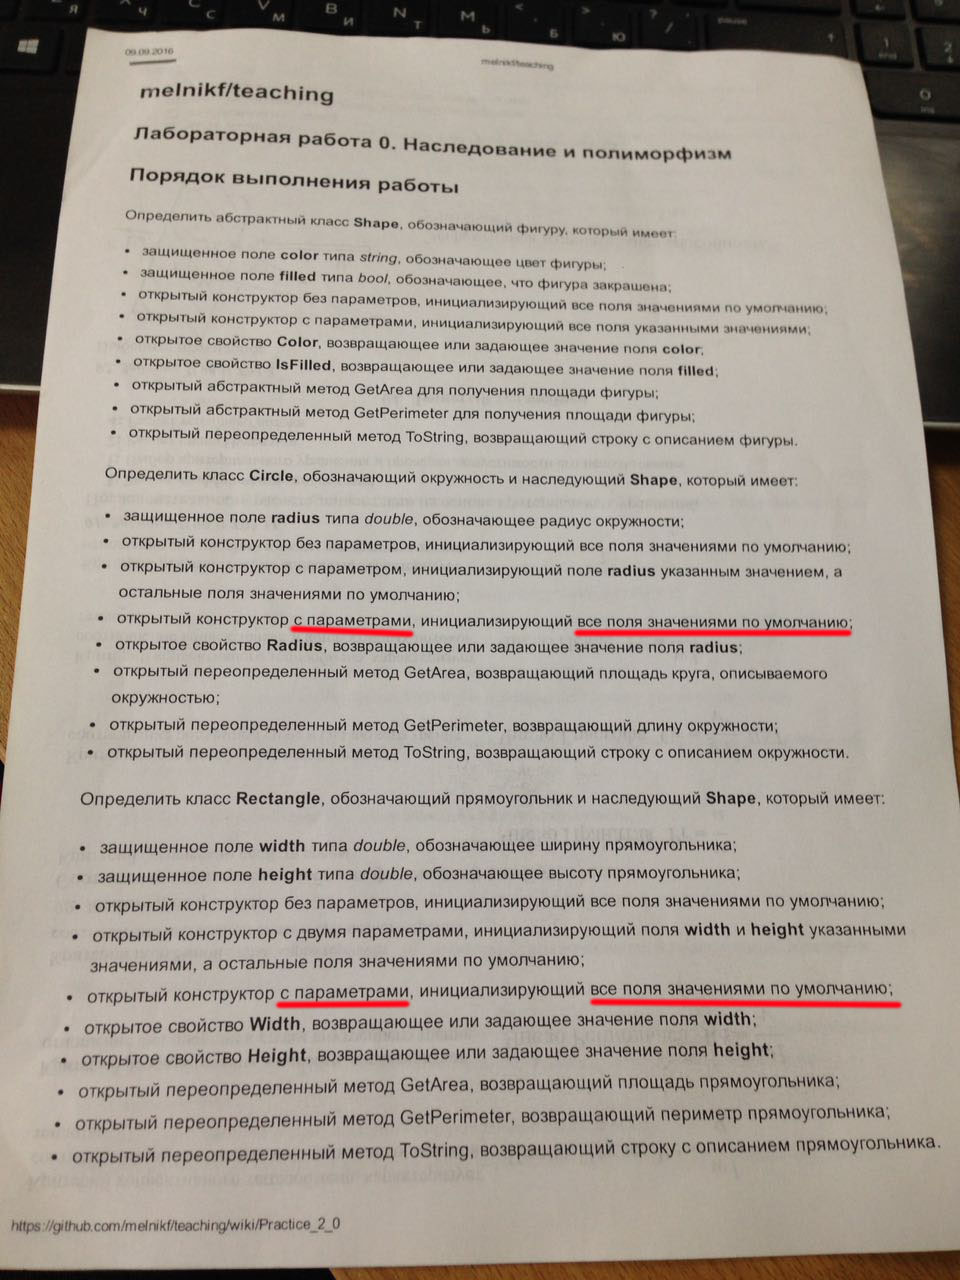 09.09.2016
melnikf/teaching
melnikf/teaching
Лабораторная работа 0. Наследование и полиморфизм
Порядок выполнения работы
Определить абстрактный класс Shape, обозначающий фигуру, который имеет:
• защищенное поле color типа string, обозначающее цвет фигуры;
• защищенное поле filled типа bool, обозначающее, что фигура закрашена;
• открытый конструктор без параметров, инициализирующий все поля значениями по умолчанию;
• открытый конструктор с параметрами, инициализирующий все поля указанными значениями;
• открытое свойство Color, возвращающее или задающее значение поля color;
• открытое свойство IsFilled, возвращающее или задающее значение поля filled;
• открытый абстрактный метод GetArea для получения площади фигуры;
• открытый абстрактный метод GetPerimeter для получения площади фигуры;
• открытый переопределенный метод ToString, возвращающий строку с описанием фигуры.
Определить класс Circle, обозначающий окружность и наследующий Shape, который имеет:
• защищенное поле radius типа double, обозначающее радиус окружности;
• открытый конструктор без параметров, инициализирующий все поля значениями по умолчанию;
• открытый конструктор с параметром, инициализирующий поле radius указанным значением, а
остальные поля значениями по умолчанию;
• открытый конструктор с параметрами, инициализирующий все поля значениями по умолчанию;
• открытое свойство Radius, возвращающее или задающее значение поля radius;
• открытый переопределенный метод GetArea, возвращающий площадь круга, описываемого
окружностью;
• открытый переопределенный метод GetPerimeter, возвращающий длину окружности;
• открытый переопределенный метод ToString, возвращающий строку с описанием окружности.
Определить класс Rectangle, обозначающий прямоугольник и наследующий Shape, который имеет:
• защищенное поле width типа double, обозначающее ширину прямоугольника;
• защищенное поле height типа double, обозначающее высоту прямоугольника;
• открытый конструктор без параметров, инициализирующий все поля значениями по умолчанию;
• открытый конструктор с двумя параметрами, инициализирующий поля width и height указанными
значениями, а остальные поля значениями по умолчанию;
• открытый конструктор с параметрами, инициализирующий все поля значениями по умолчанию;
• открытое свойство Width, возвращающее или задающее значение поля width;
• открытое свойство Height, возвращающее или задающее значение поля height;
• открытый переопределенный метод GetArea, возвращающий площадь прямоугольника;
• открытый переопределенный метод GetPerimeter, возвращающий периметр прямоугольника;
• открытый переопределенный метод ToString, возвращающий строку с описанием прямоугольника.
https://github.com/melnikf/teaching/wiki/Practice_2_0